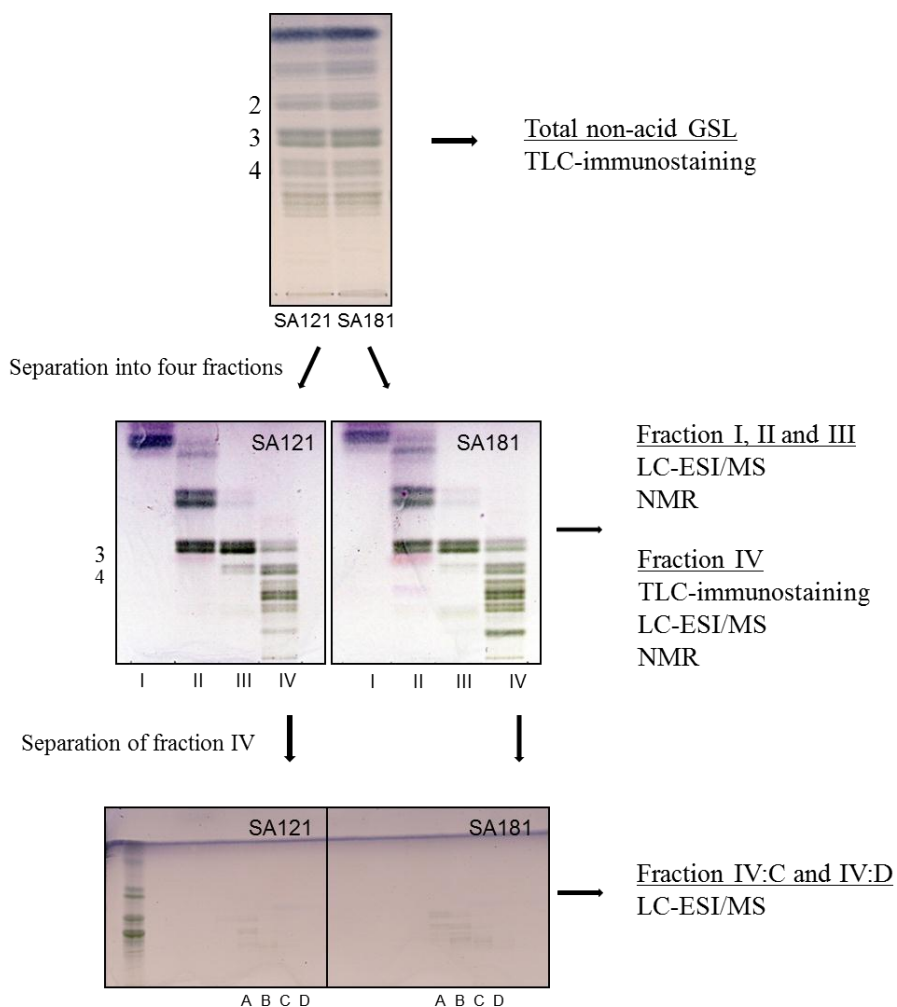 2
3
4
Total non-acid GSL
TLC-immunostaining
SA121 SA181
Separation into four fractions
SA121
SA181
3
4
I II III IV
I II III IV
Fraction I, II and III
LC-ESI/MS
NMR
Fraction IV
TLC-immunostaining
LC-ESI/MS
NMR
Separation of fraction IV
SA121
SA181
A B C D
A B C D
Fraction IV:C and IV:D
LC-ESI/MS